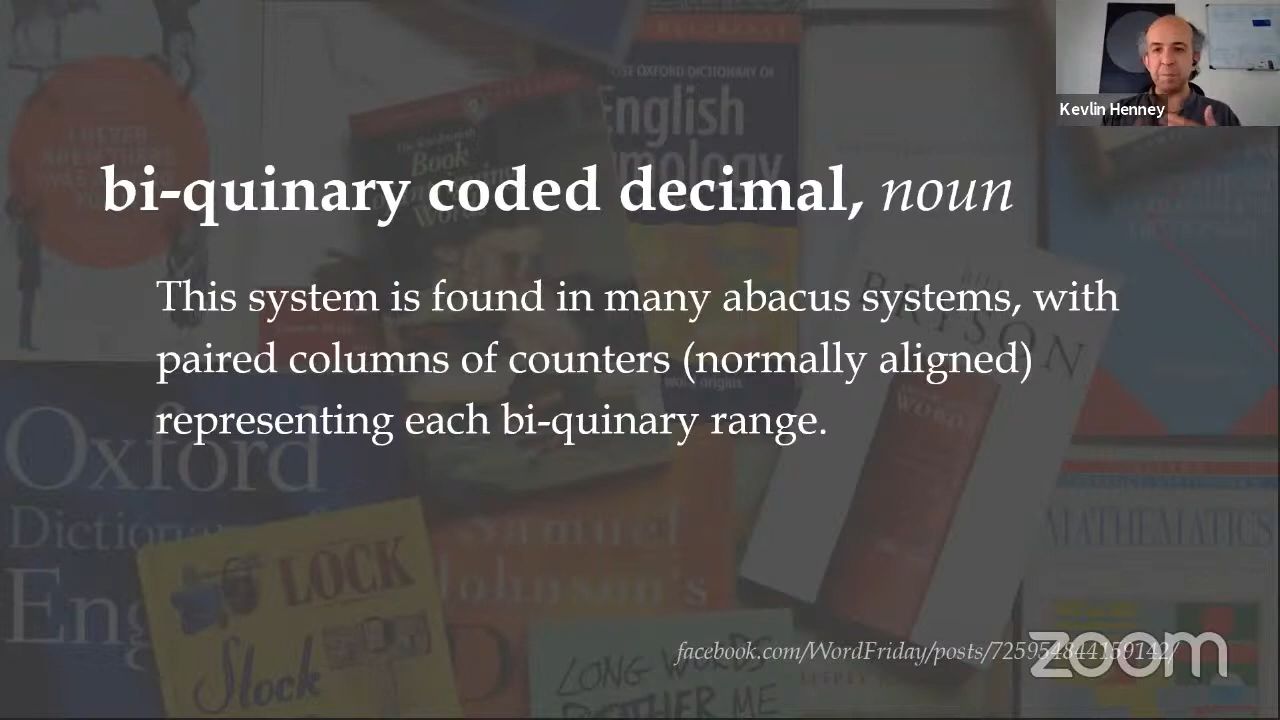 Kevlin Henney
bi-quinary coded decimal, noun
This system is found in many abacus systems, with
paired columns of counters (normally aligned)
representing each bi-quinary range.
facebook.com/WordFriday/posts/725954844159142/
zoom
English
Book
BRYSON
Oxford
Dictionary
LOCK
Stock
Samuel
Johnson's
MATHEMATICS
LONG WORDS
BOTHER ME